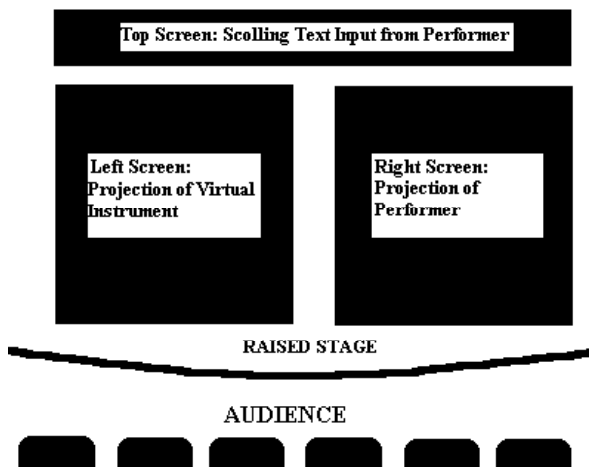 Top Screen: Scolling Text Input from Performer
Left Screen:
Projection of Virtual
Instrument
Right Screen:
Projection of
Performer
RAISED STAGE
AUDIENCE